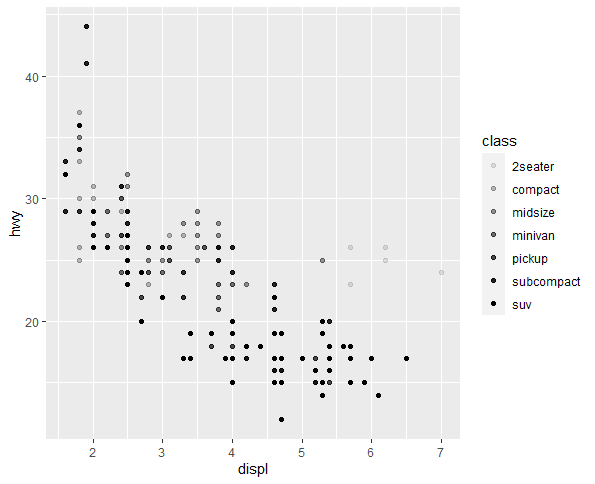 hwy
40
30
20
2
3
4
5
6
7
displ
class
2seater
compact
midsize
minivan
pickup
subcompact
suv